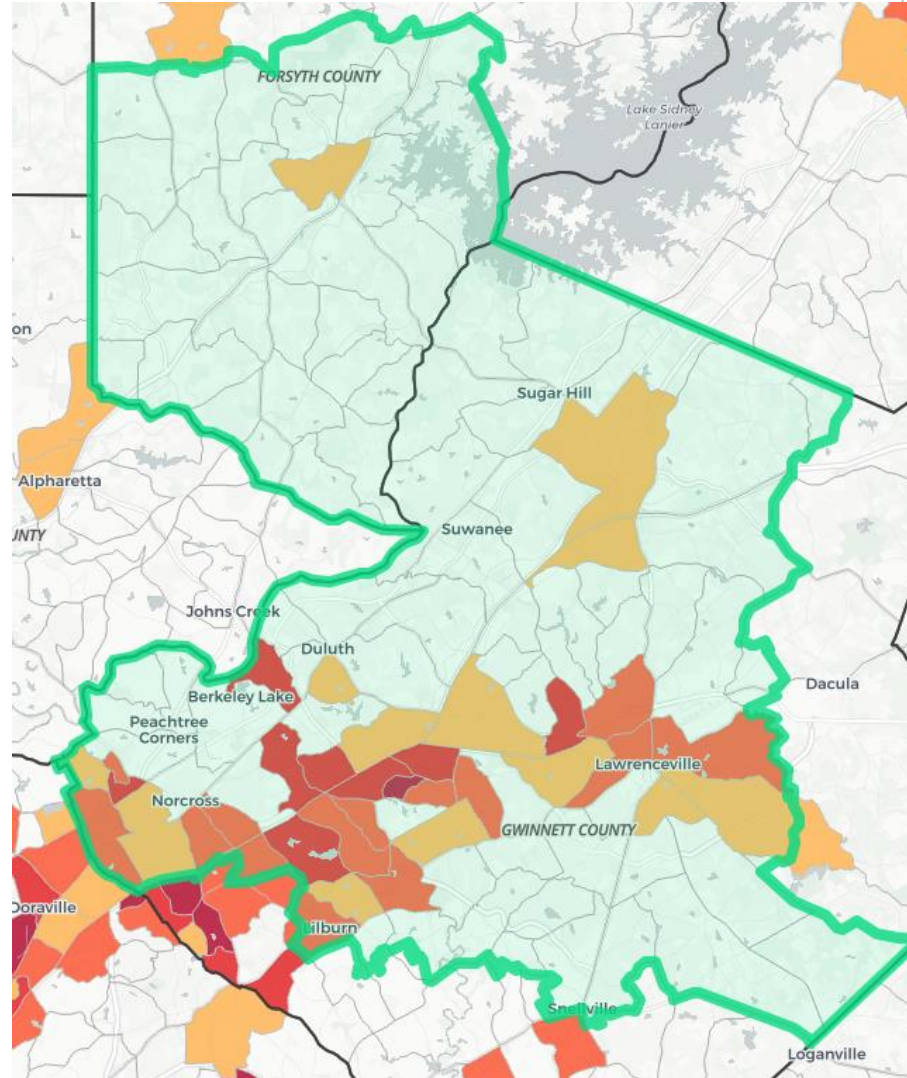 FORSYTH COUNTY
Lake Sidney
Lanier
on
Sugar Hill
Alpharetta
Suwanee
UNTY
Johns Creek
Duluth
Berkeley Lake
Dacula
Peachtree
Corners
Lawrenceville
Norcross
GWINNETT COUNTY
Doraville
Lilburn
Snellville
Loganville